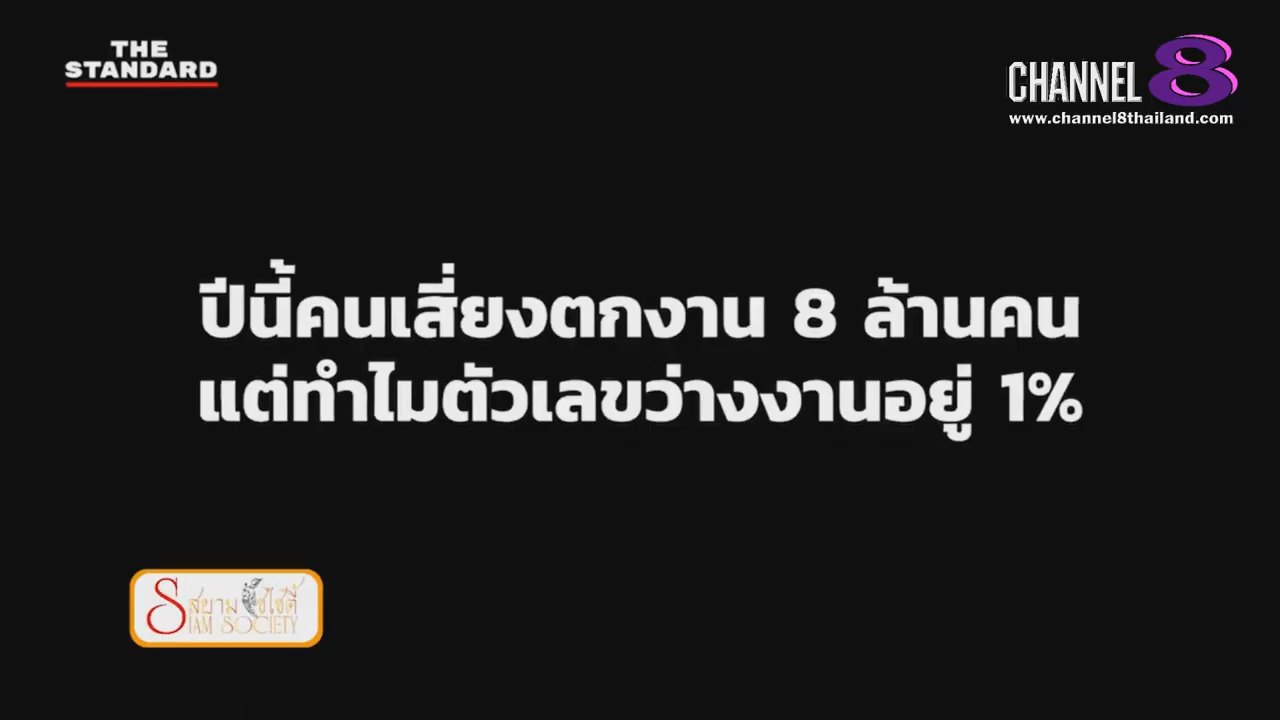 THE
STANDARD
CHANNEL 8
www.channel8thailand.com
ปีนี้คนเสี่ยงตกงาน 8 ล้านคน
แต่ทำไมตัวเลขว่างงานอยู่ 1%
สยามโซไซตี้
SIAM SOCIETY